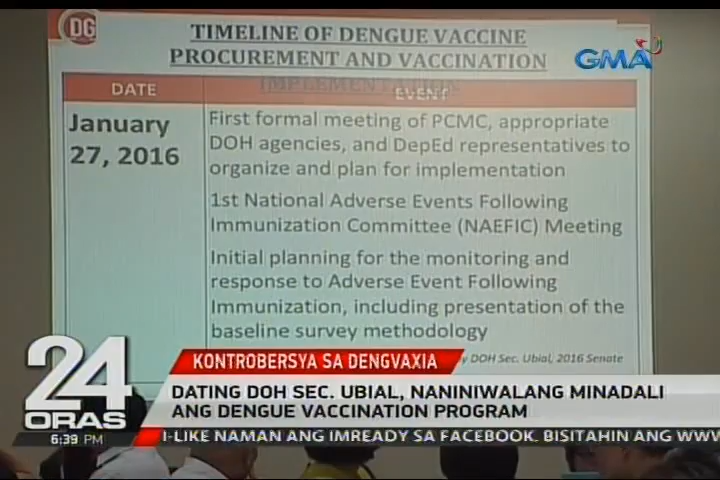 DG
TIMELINE OF DENGUE VACCINE
PROCUREMENT AND VACCINATION
IMPLEMENTATION
GMA
DATE
EVENT
January
27, 2016
First formal meeting of PCMC, appropriate
DOH agencies, and DepEd representatives to
organize and plan for implementation
1st National Adverse Events Following
Immunization Committee (NAEFIC) Meeting
Initial planning for the monitoring and
response to Adverse Event Following
Immunization, including presentation of the
baseline survey methodology
by DOH Sec. Ubial, 2016 Senate
KONTROBERSYA SA DENGVAXIA
24
ORAS
DATING DOH SEC. UBIAL, NANINIWALANG MINADALI
ANG DENGUE VACCINATION PROGRAM
6:39 PM
I-LIKE NAMAN ANG IMREADY SA FACEBOOK. BISITAHIN ANG WWW